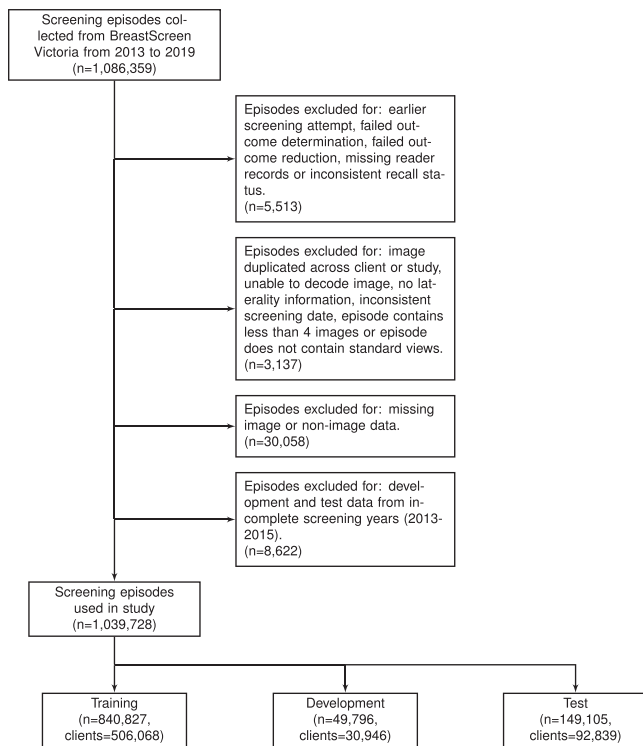 Screening episodes col-
lected from BreastScreen
Victoria from 2013 to 2019
(n=1,086,359)
Episodes excluded for: earlier
screening attempt, failed out-
come determination, failed out-
come reduction, missing reader
records or inconsistent recall sta-
tus.
(n=5,513)
Episodes excluded for: image
duplicated across client or study,
unable to decode image, no lat-
erality information, inconsistent
screening date, episode contains
less than 4 images or episode
does not contain standard views.
(n=3,137)
Episodes excluded for: missing
image or non-image data.
(n=30,058)
Episodes excluded for: devel-
opment and test data from in-
complete screening years (2013-
2015).
(n=8,622)
Screening episodes
used in study
(n=1,039,728)
Training
(n=840,827,
clients=506,068)
Development
(n=49,796,
clients=30,946)
Test
(n=149,105,
clients=92,839)